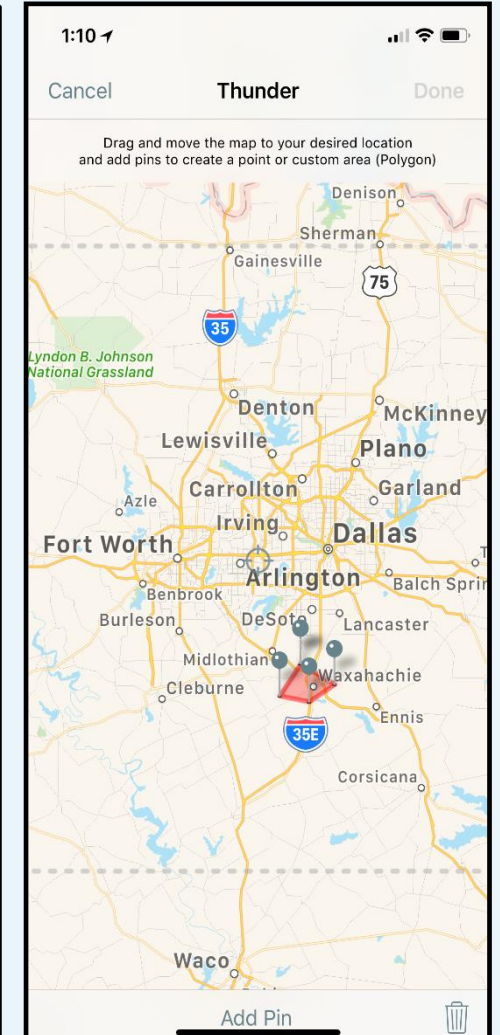 1:10
Cancel
Thunder
Done
Drag and move the map to your desired location
and add pins to create a point or custom area (Polygon)
Denison
Sherman
Gainesville
75
35
Lyndon B. Johnson
National Grassland
Denton
McKinney
Lewisville
Plano
Carrollton
Garland
Azle
Irving
Dallas
Fort Worth
Arlington
Balch Sprin
T
Benbrook
Burleson
DeSoto
Lancaster
Midlothian
Waxahachie
Cleburne
Ennis
35E
Corsicana
Waco
Add Pin